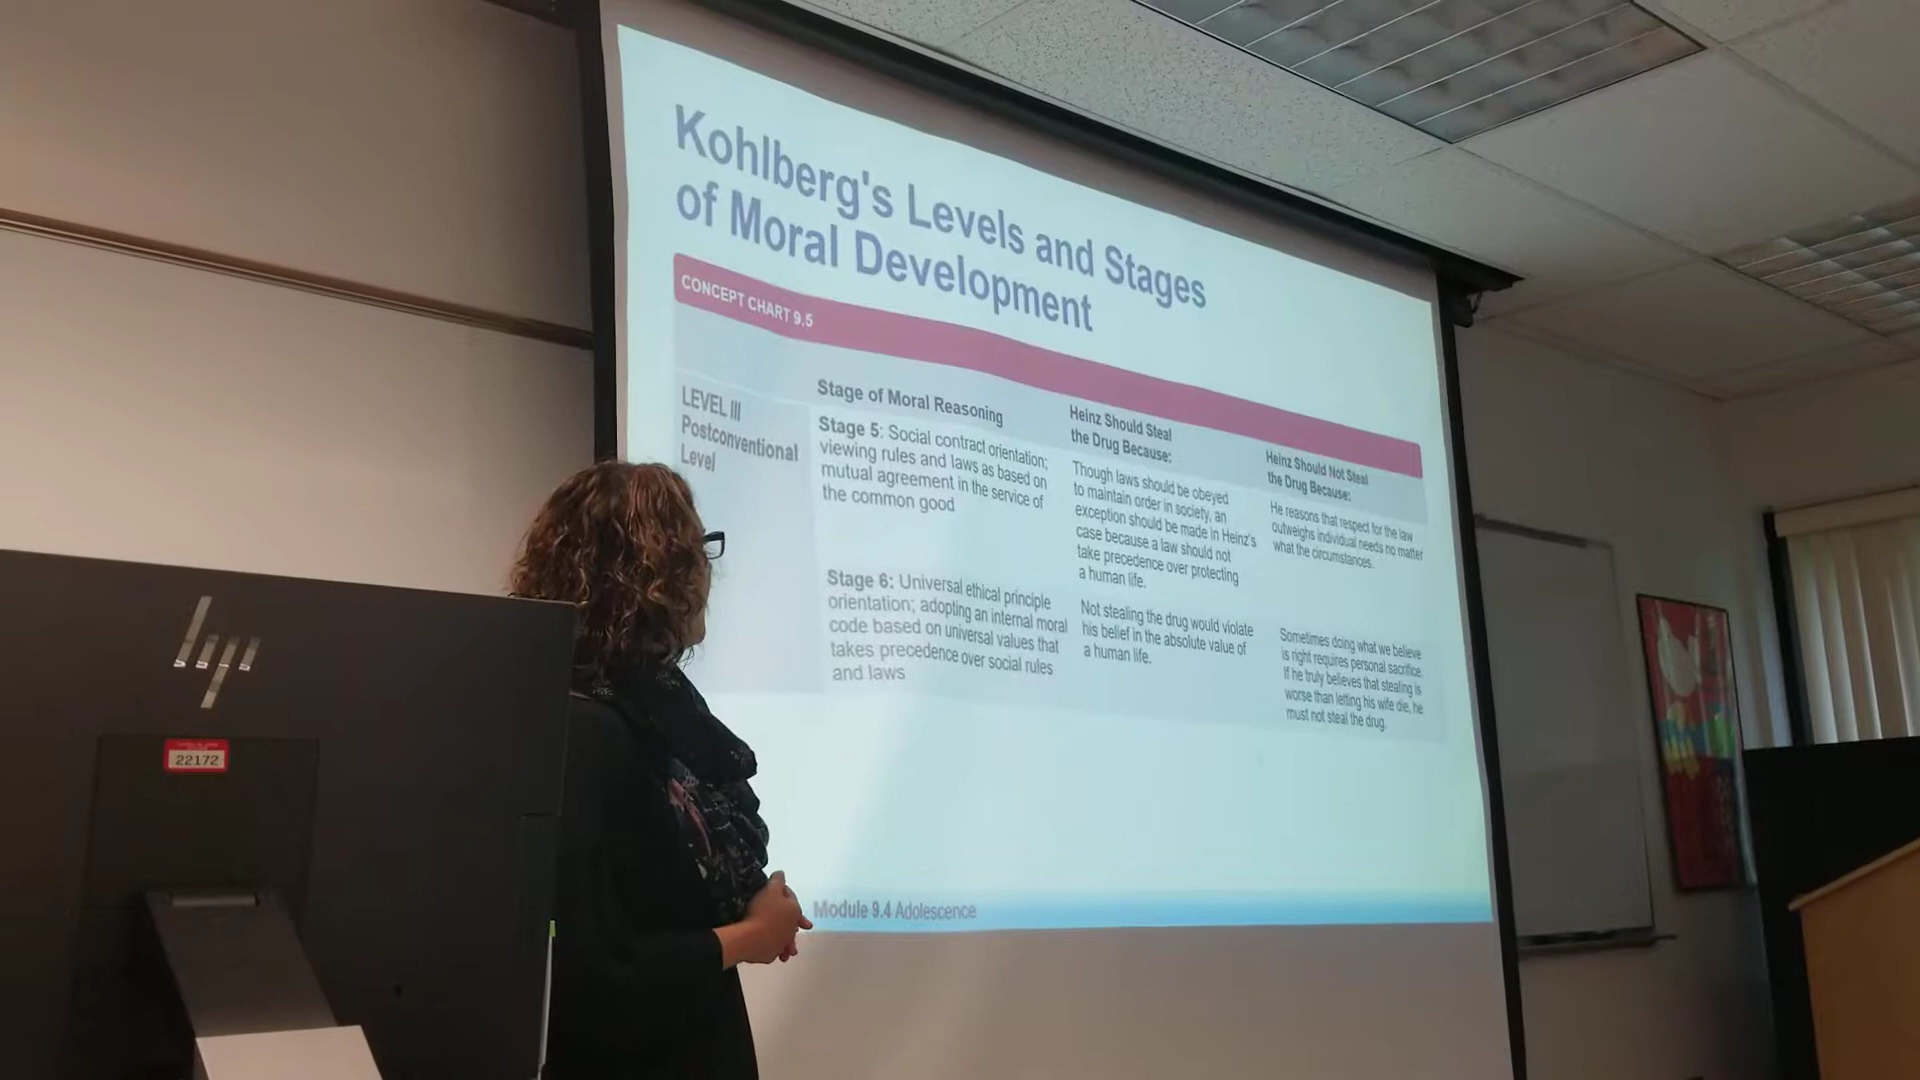 Kohlberg's Levels and Stages
of Moral Development
CONCEPT CHART 9.5
Stage of Moral Reasoning
Heinz Should Steal
the Drug Because:
Heinz Should Not Steal
the Drug Because:
LEVEL III
Postconventional
Level
Stage 5: Social contract orientation;
viewing rules and laws as based on
mutual agreement in the service of
the common good
Though laws should be obeyed
to maintain order in society, an
exception should be made in Heinz's
case because a law should not
take precedence over protecting
a human life.
He reasons that respect for the law
outweighs individual needs no matter
what the circumstances.
Stage 6: Universal ethical principle
orientation; adopting an internal moral
code based on universal values that
takes precedence over social rules
and laws
Not stealing the drug would violate
his belief in the absolute value of
a human life.
Sometimes doing what we believe
is right requires personal sacrifice.
If he truly believes that stealing is
worse than letting his wife die, he
must not steal the drug.
Module 9.4 Adolescence
hp
22172